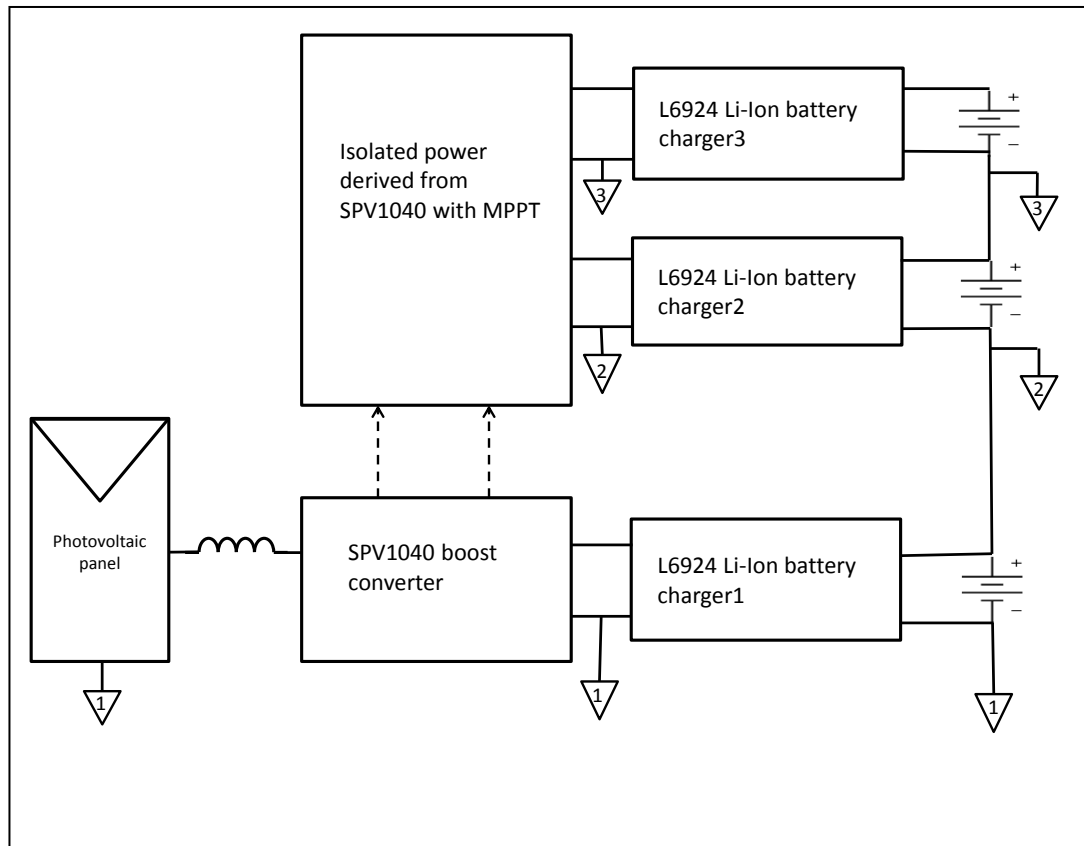 L6924 Li-Ion battery
charger3
+
−
Isolated power
derived from
SPV1040 with MPPT
3
3
L6924 Li-Ion battery
charger2
+
−
2
2
Photovoltaic
panel
SPV1040 boost
converter
L6924 Li-Ion battery
charger1
+
−
1
1
1